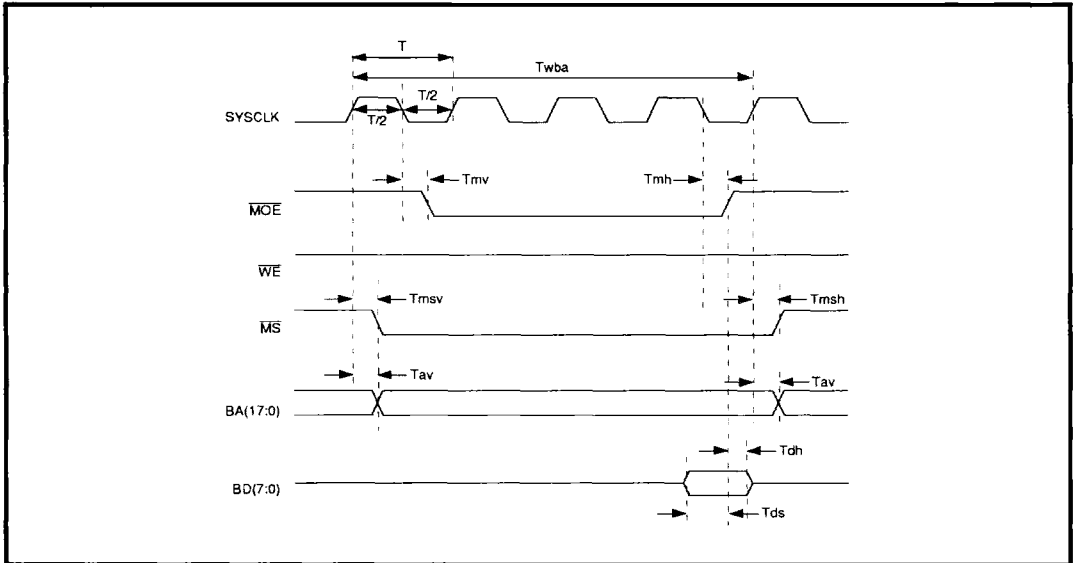 T
Twba
T/2
T/2
SYSCLK
Tmv
Tmh
MOE
WE
Tmsv
Tmsh
MS
Tav
Tav
BA(17:0)
Tdh
BD(7:0)
Tds